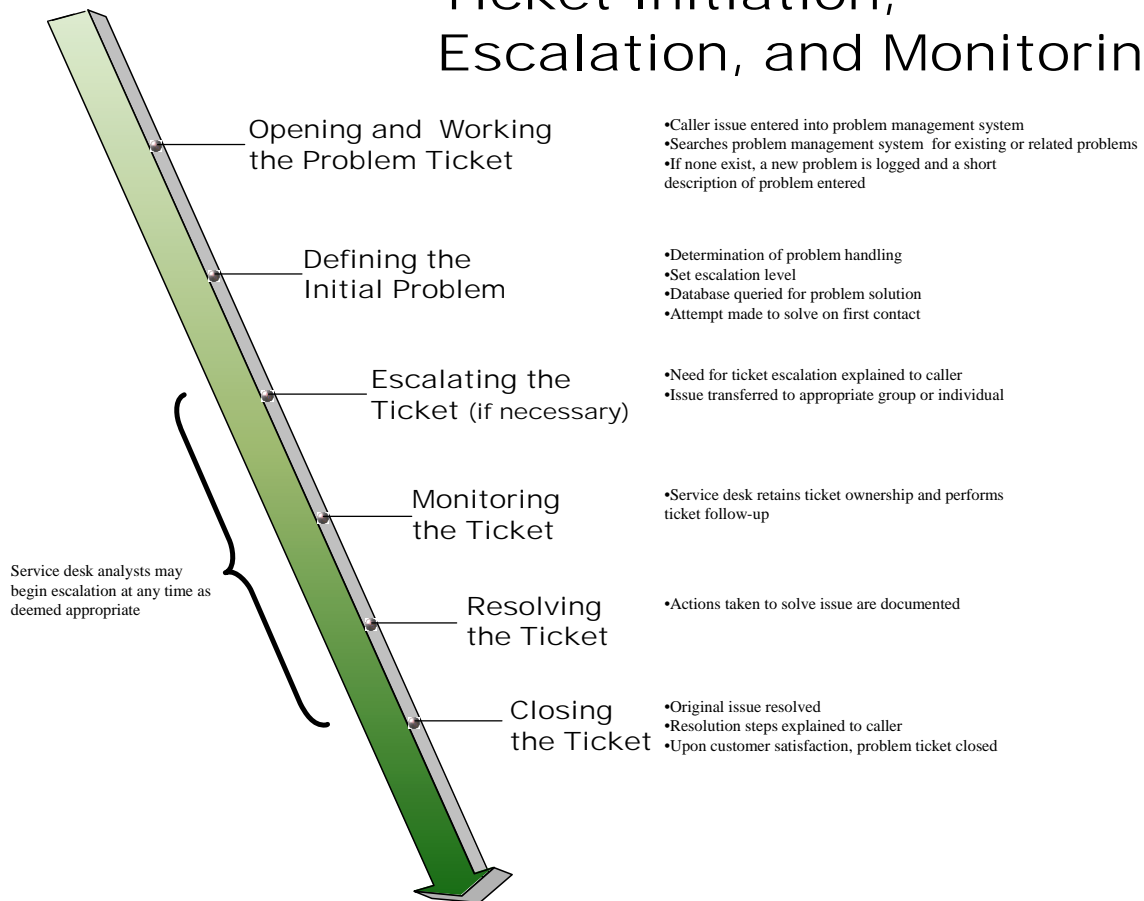 Ticket Initiation,
Escalation, and Monitorin
Opening and Working
the Problem Ticket
•Caller issue entered into problem management system
•Searches problem management system for existing or related problems
•If none exist, a new problem is logged and a short
description of problem entered
Defining the
Initial Problem
•Determination of problem handling
•Set escalation level
•Database queried for problem solution
•Attempt made to solve on first contact
Escalating the
Ticket (if necessary)
•Need for ticket escalation explained to caller
•Issue transferred to appropriate group or individual
Monitoring
the Ticket
•Service desk retains ticket ownership and performs
ticket follow-up
Service desk analysts may
begin escalation at any time as
deemed appropriate
Resolving
the Ticket
•Actions taken to solve issue are documented
Closing
the Ticket
•Original issue resolved
•Resolution steps explained to caller
•Upon customer satisfaction, problem ticket closed